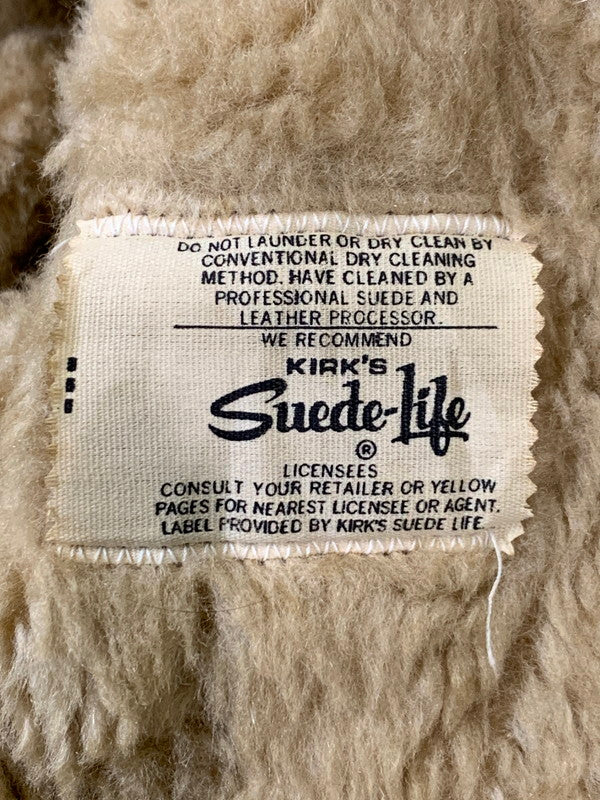 DO NOT LAUNDER OR DRY CLEAN BY
CONVENTIONAL DRY CLEANING
METHOD. HAVE CLEANED BY A
PROFESSIONAL SUEDE AND
LEATHER PROCESSOR.
WE RECOMMEND
KIRK'S
Suede-Life
®
LICENSEES
CONSULT YOUR RETAILER OR YELLOW
PAGES FOR NEAREST LICENSEE OR AGENT.
LABEL PROVIDED BY KIRK'S SUEDE LIFE